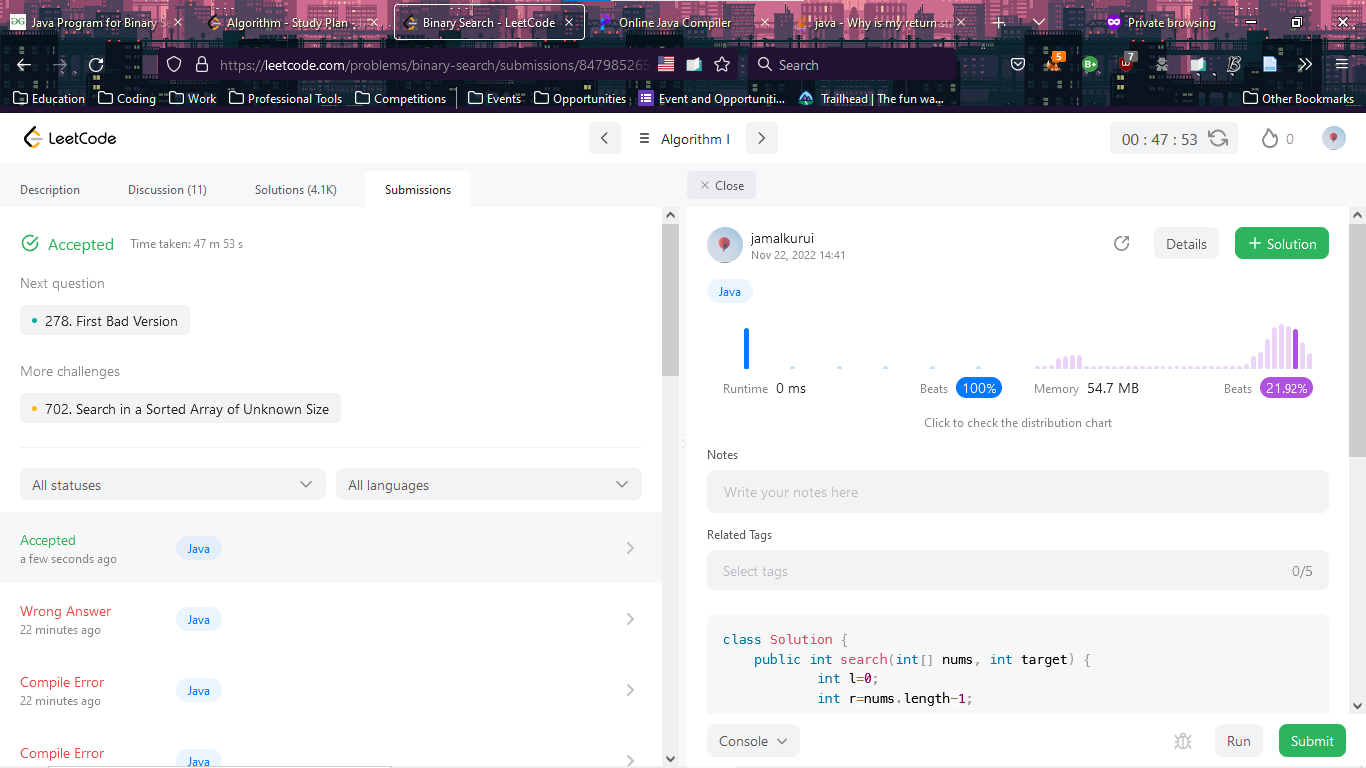 Java Program for Binary S
Algorithm - Study Plan
Binary Search - LeetCode
Online Java Compiler
java - Why is my return st
Private browsing
https://leetcode.com/problems/binary-search/submissions/847985265
Search
5
7
Education
Coding
Work
Professional Tools
Competitions
Events
Opportunities
Event and Opportuniti...
Trailhead | The fun wa...
Other Bookmarks
LeetCode
Algorithm I
00 : 47 : 53
0
Description
Discussion (11)
Solutions (4.1K)
Submissions
Close
Accepted
Time taken: 47 m 53 s
Next question
278. First Bad Version
More challenges
702. Search in a Sorted Array of Unknown Size
All statuses
All languages
Accepted
a few seconds ago
Java
Wrong Answer
22 minutes ago
Java
Compile Error
22 minutes ago
Java
Compile Error
Java
jamalkurui
Nov 22, 2022 14:41
Details
+ Solution
Java
Runtime 0 ms
Beats 100%
Memory 54.7 MB
Beats 21.92%
Click to check the distribution chart
Notes
Write your notes here
Related Tags
Select tags
0/5
class Solution {
public int search(int[] nums, int target) {
int l=0;
int r=nums.length-1;
Console
Run
Submit